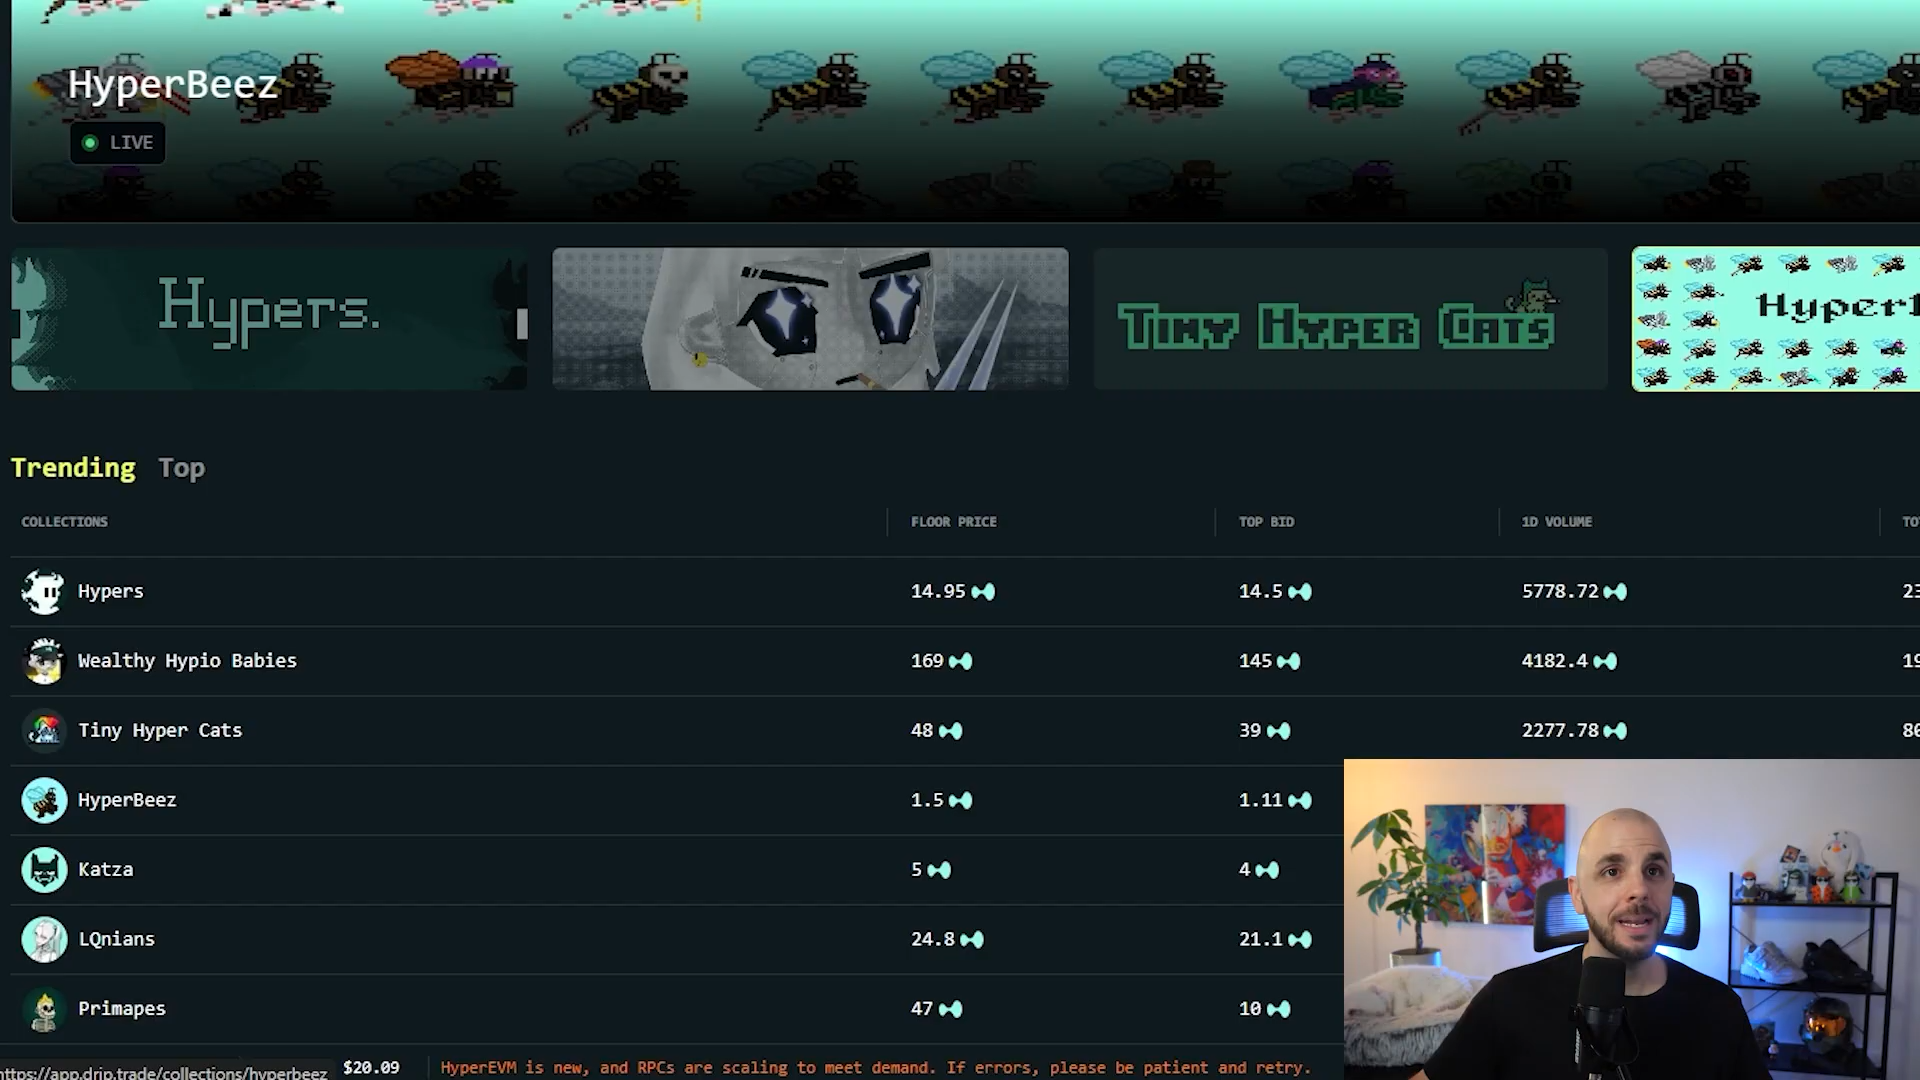 HyperBeez
LIVE
Hypers.
Tiny Hyper Cats
Trending Top
COLLECTIONS FLOOR PRICE TOP BID 1D VOLUME
Hypers 14.95 14.5 5778.72
Wealthy Hypio Babies 169 145 4182.4
Tiny Hyper Cats 48 39 2277.78
HyperBeez 1.5 1.11
Katza 5 4
LQnians 24.8 21.1
Primapes 47 10
https://app.drip.trade/collections/hyperbeez $20.09 HyperEVM is new, and RPCs are scaling to meet demand. If errors, please be patient and retry.